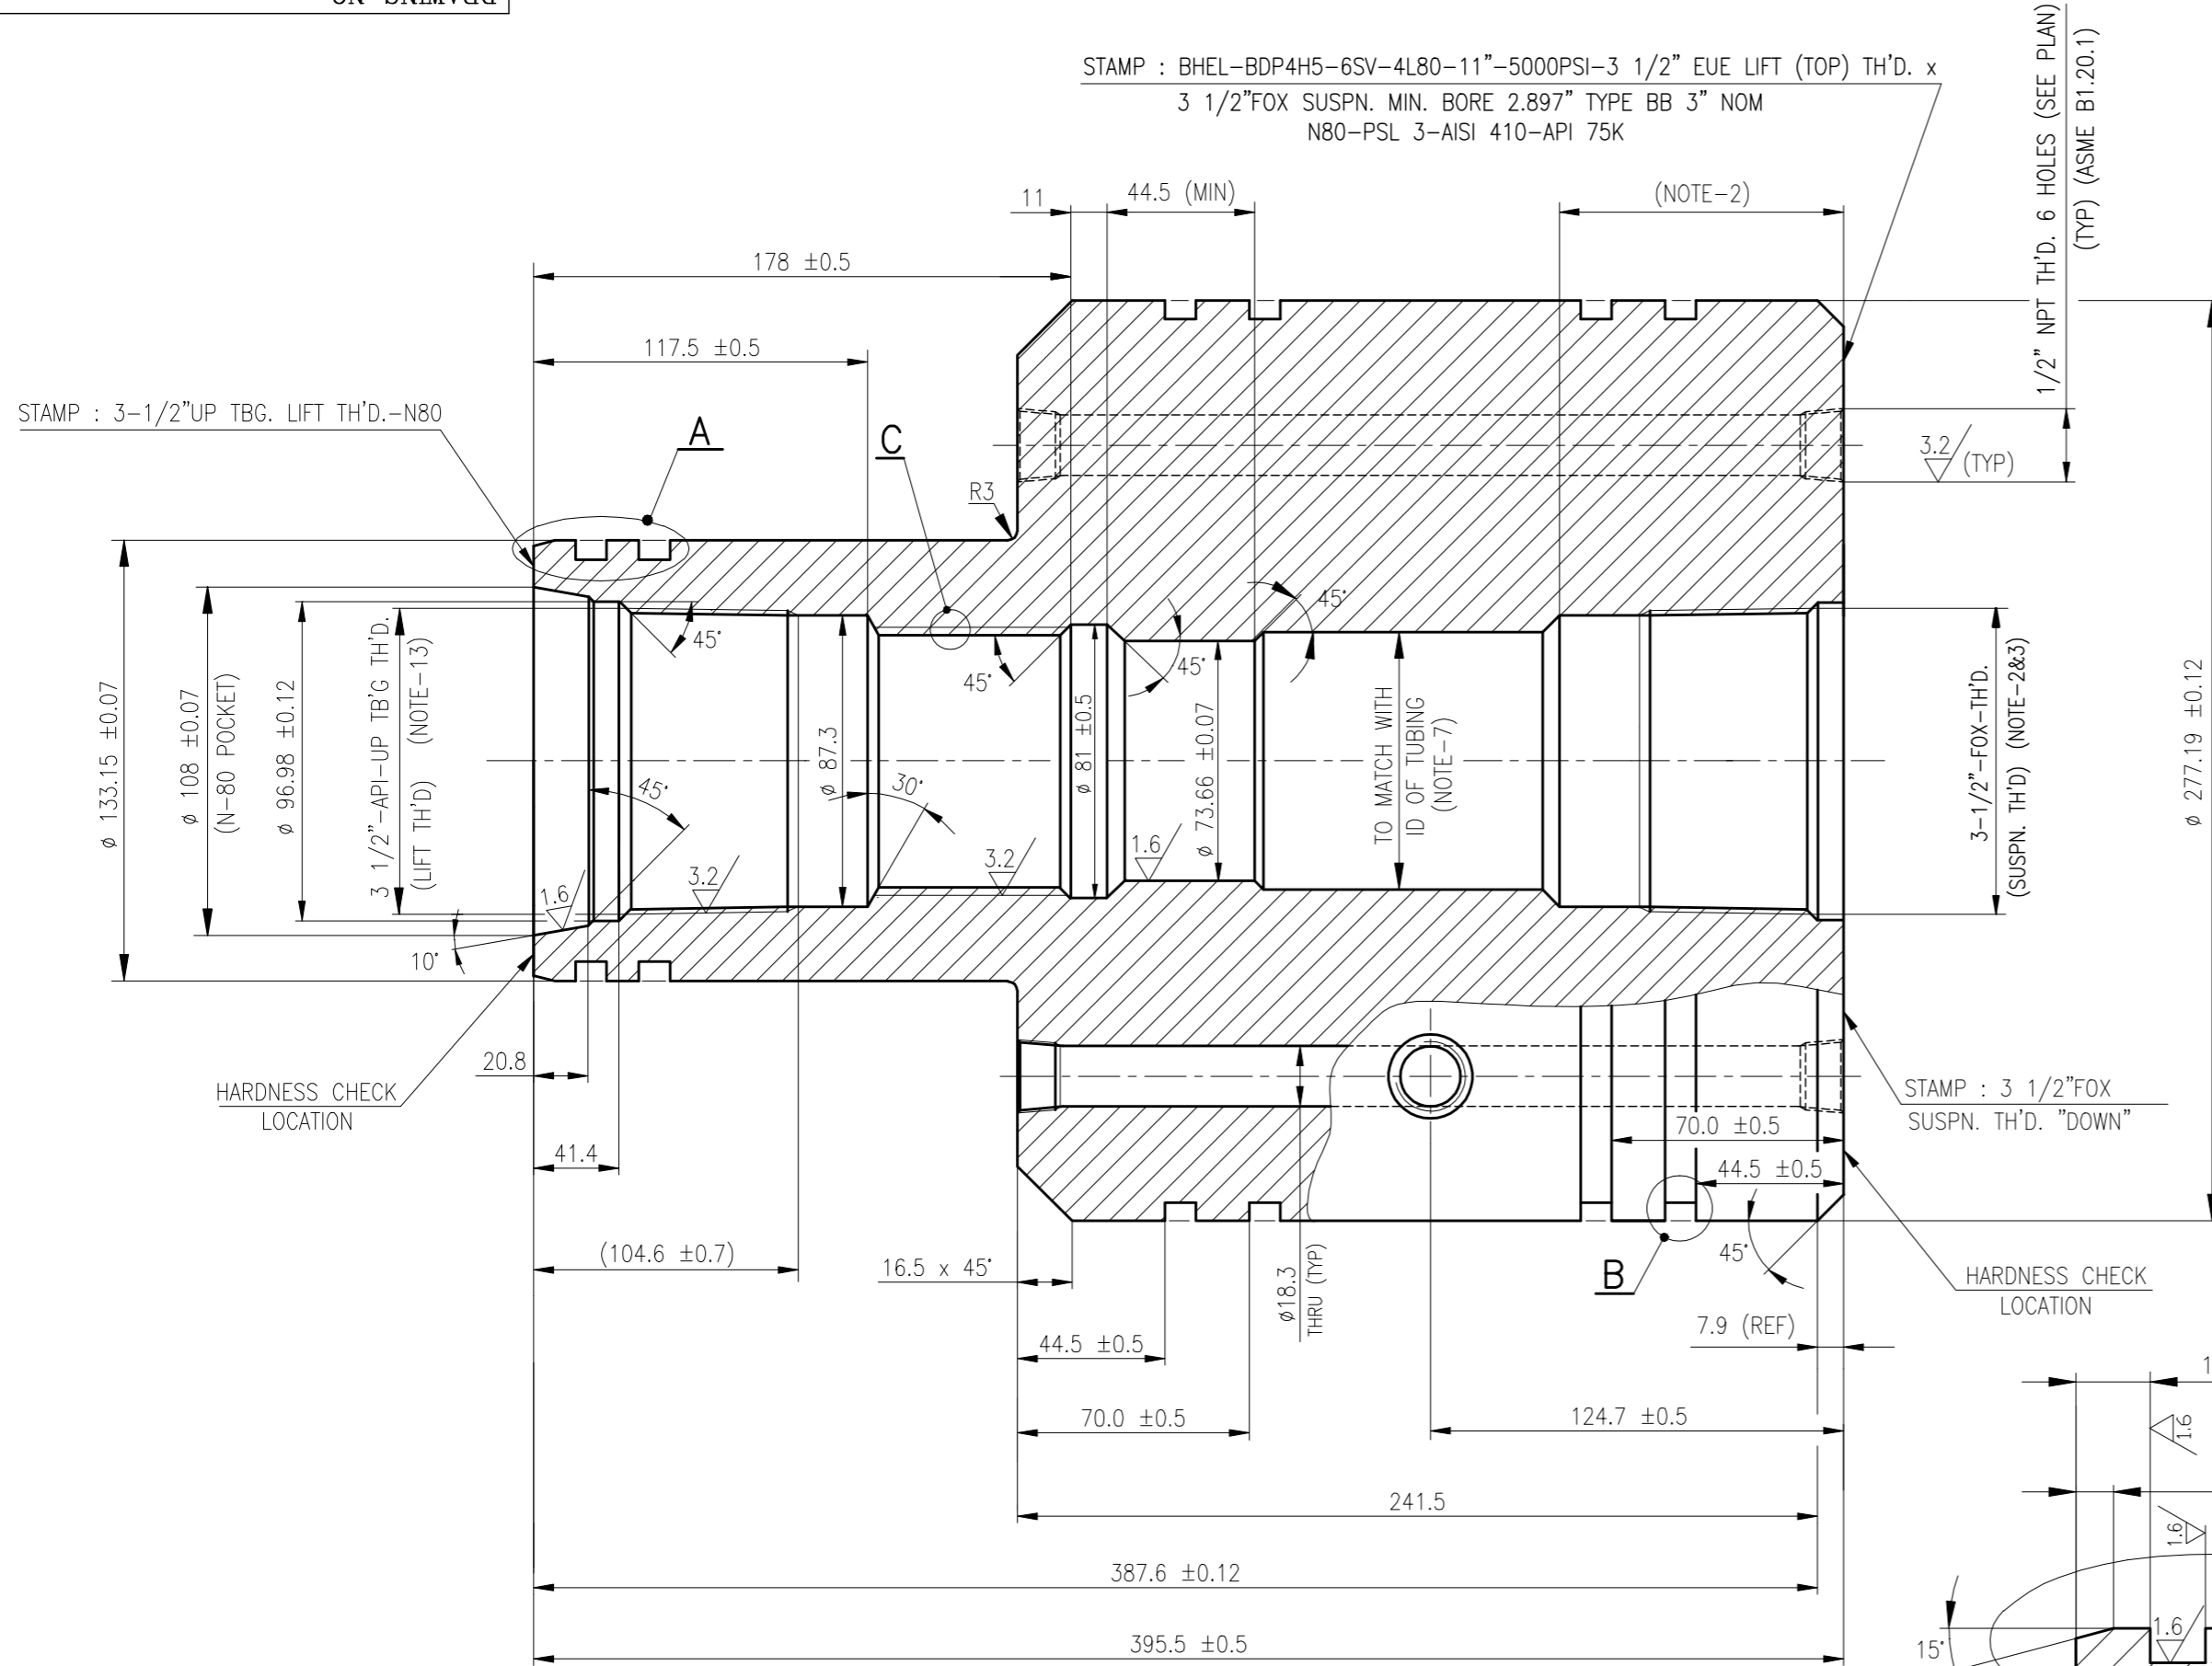 DRAWING NO
STAMP : BHEL-BDP4H5-6SV-4L80-11"-5000PSI-3 1/2" EUE LIFT (TOP) TH'D. x
3 1/2"FOX SUSPN. MIN. BORE 2.897" TYPE BB 3" NOM
N80-PSL 3-AISI 410-API 75K
1/2" NPT TH'D. 6 HOLES (SEE PLAN)
(TYP) (ASME B1.20.1)
11
44.5 (MIN)
(NOTE-2)
178 ±0.5
117.5 ±0.5
STAMP : 3-1/2"UP TBG. LIFT TH'D.-N80
A
C
R3
3.2
(TYP)
ø 133.15 ±0.07
ø 108 ±0.07
(N-80 POCKET)
ø 96.98 ±0.12
3 1/2"-API-UP TB'G TH'D.
(LIFT TH'D) (NOTE-13)
45°
45°
45°
45°
45°
30°
ø 87.3
ø 81 ±0.5
ø 73.66 ±0.07
TO MATCH WITH
ID OF TUBING
(NOTE-7)
3-1/2"-FOX-TH'D.
(SUSPN. TH'D) (NOTE-2&3)
ø 277.19 ±0.12
1.6
3.2
3.2
1.6
10°
20.8
HARDNESS CHECK
LOCATION
41.4
(104.6 ±0.7)
16.5 x 45°
ø18.3
THRU (TYP)
44.5 ±0.5
70.0 ±0.5
STAMP : 3 1/2"FOX
SUSPN. TH'D. "DOWN"
70.0 ±0.5
44.5 ±0.5
45°
B
HARDNESS CHECK
LOCATION
7.9 (REF)
124.7 ±0.5
241.5
387.6 ±0.12
395.5 ±0.5
1.6
1.6
1.6
15°